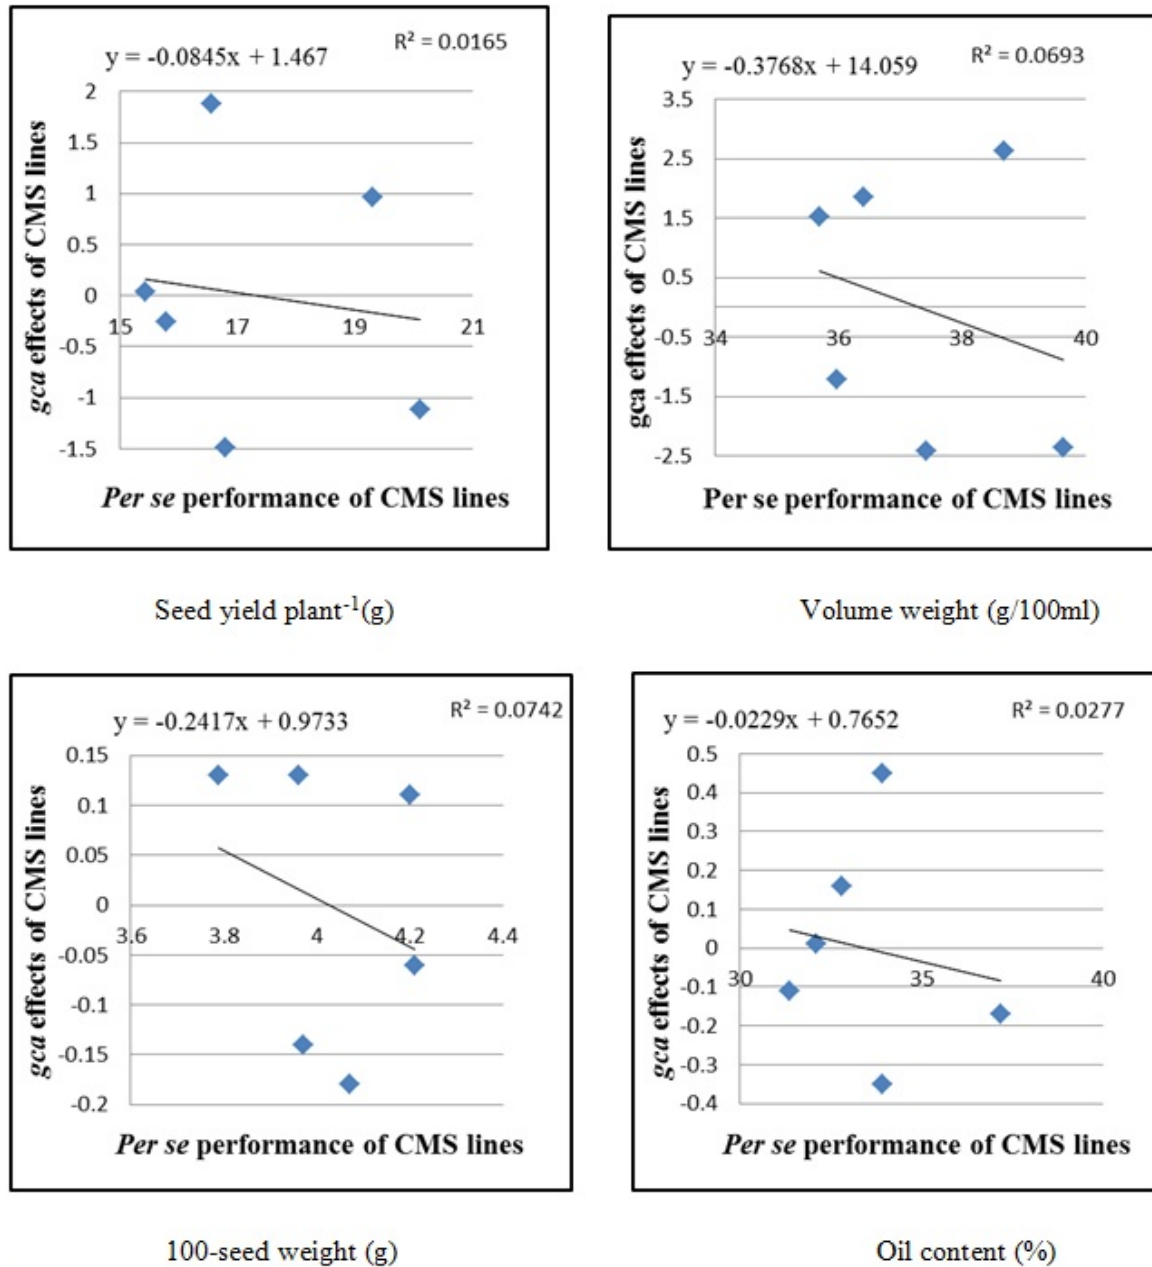 y = -0.0845x + 1.467
R² = 0.0165
gca effects of CMS lines
2
1.5
1
0.5
0
-0.5
-1
-1.5
15
17
19
21
Per se performance of CMS lines
Seed yield plant⁻¹(g)
y = -0.3768x + 14.059
R² = 0.0693
gca effects of CMS lines
3.5
2.5
1.5
0.5
-0.5
-1.5
-2.5
34
36
38
40
Per se performance of CMS lines
Volume weight (g/100ml)
y = -0.2417x + 0.9733
R² = 0.0742
gca effects of CMS lines
0.15
0.1
0.05
0
-0.05
-0.1
-0.15
-0.2
3.6
3.8
4
4.2
4.4
Per se performance of CMS lines
100-seed weight (g)
y = -0.0229x + 0.7652
R² = 0.0277
gca effects of CMS lines
0.5
0.4
0.3
0.2
0.1
0
-0.1
-0.2
-0.3
-0.4
30
35
40
Per se performance of CMS lines
Oil content (%)